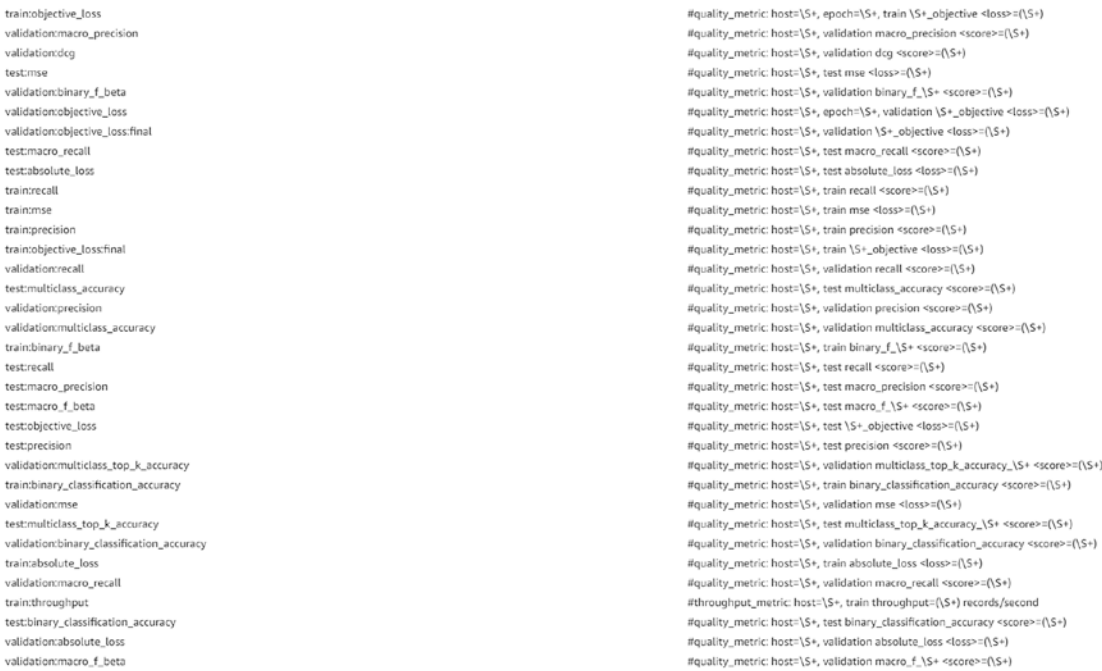 train:objective_loss #quality_metric: host=\S+, epoch=\S+, train \S+_objective <loss>=(\S+)
validation:macro_precision #quality_metric: host=\S+, validation macro_precision <score>=(\S+)
validation:dcg #quality_metric: host=\S+, validation dcg <score>=(\S+)
test:mse #quality_metric: host=\S+, test mse <loss>=(\S+)
validation:binary_f_beta #quality_metric: host=\S+, validation binary_f_\S+ <score>=(\S+)
validation:objective_loss #quality_metric: host=\S+, epoch=\S+, validation \S+_objective <loss>=(\S+)
validation:objective_loss:final #quality_metric: host=\S+, validation \S+_objective <loss>=(\S+)
test:macro_recall #quality_metric: host=\S+, test macro_recall <score>=(\S+)
test:absolute_loss #quality_metric: host=\S+, test absolute_loss <loss>=(\S+)
train:recall #quality_metric: host=\S+, train recall <score>=(\S+)
train:mse #quality_metric: host=\S+, train mse <loss>=(\S+)
train:precision #quality_metric: host=\S+, train precision <score>=(\S+)
train:objective_loss:final #quality_metric: host=\S+, train \S+_objective <loss>=(\S+)
validation:recall #quality_metric: host=\S+, validation recall <score>=(\S+)
test:multiclass_accuracy #quality_metric: host=\S+, test multiclass_accuracy <score>=(\S+)
validation:precision #quality_metric: host=\S+, validation precision <score>=(\S+)
validation:multiclass_accuracy #quality_metric: host=\S+, validation multiclass_accuracy <score>=(\S+)
train:binary_f_beta #quality_metric: host=\S+, train binary_f_\S+ <score>=(\S+)
test:recall #quality_metric: host=\S+, test recall <score>=(\S+)
test:macro_precision #quality_metric: host=\S+, test macro_precision <score>=(\S+)
test:macro_f_beta #quality_metric: host=\S+, test macro_f_\S+ <score>=(\S+)
test:objective_loss #quality_metric: host=\S+, test \S+_objective <loss>=(\S+)
test:precision #quality_metric: host=\S+, test precision <score>=(\S+)
validation:multiclass_top_k_accuracy #quality_metric: host=\S+, validation multiclass_top_k_accuracy_\S+ <score>=(\S+)
train:binary_classification_accuracy #quality_metric: host=\S+, train binary_classification_accuracy <score>=(\S+)
validation:mse #quality_metric: host=\S+, validation mse <loss>=(\S+)
test:multiclass_top_k_accuracy #quality_metric: host=\S+, test multiclass_top_k_accuracy_\S+ <score>=(\S+)
validation:binary_classification_accuracy #quality_metric: host=\S+, validation binary_classification_accuracy <score>=(\S+)
train:absolute_loss #quality_metric: host=\S+, train absolute_loss <loss>=(\S+)
validation:macro_recall #quality_metric: host=\S+, validation macro_recall <score>=(\S+)
train:throughput #throughput_metric: host=\S+, train throughput=(\S+) records/second
test:binary_classification_accuracy #quality_metric: host=\S+, test binary_classification_accuracy <score>=(\S+)
validation:absolute_loss #quality_metric: host=\S+, validation absolute_loss <loss>=(\S+)
validation:macro_f_beta #quality_metric: host=\S+, validation macro_f_\S+ <score>=(\S+)